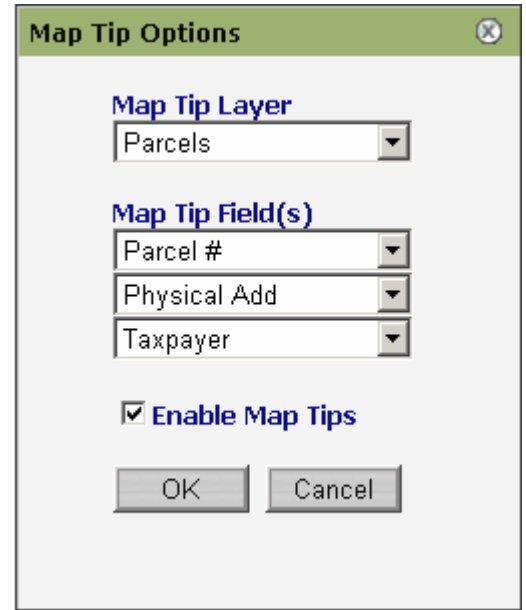 Map Tip Options
Map Tip Layer
Parcels
Map Tip Field(s)
Parcel #
Physical Add
Taxpayer
Enable Map Tips
OK
Cancel